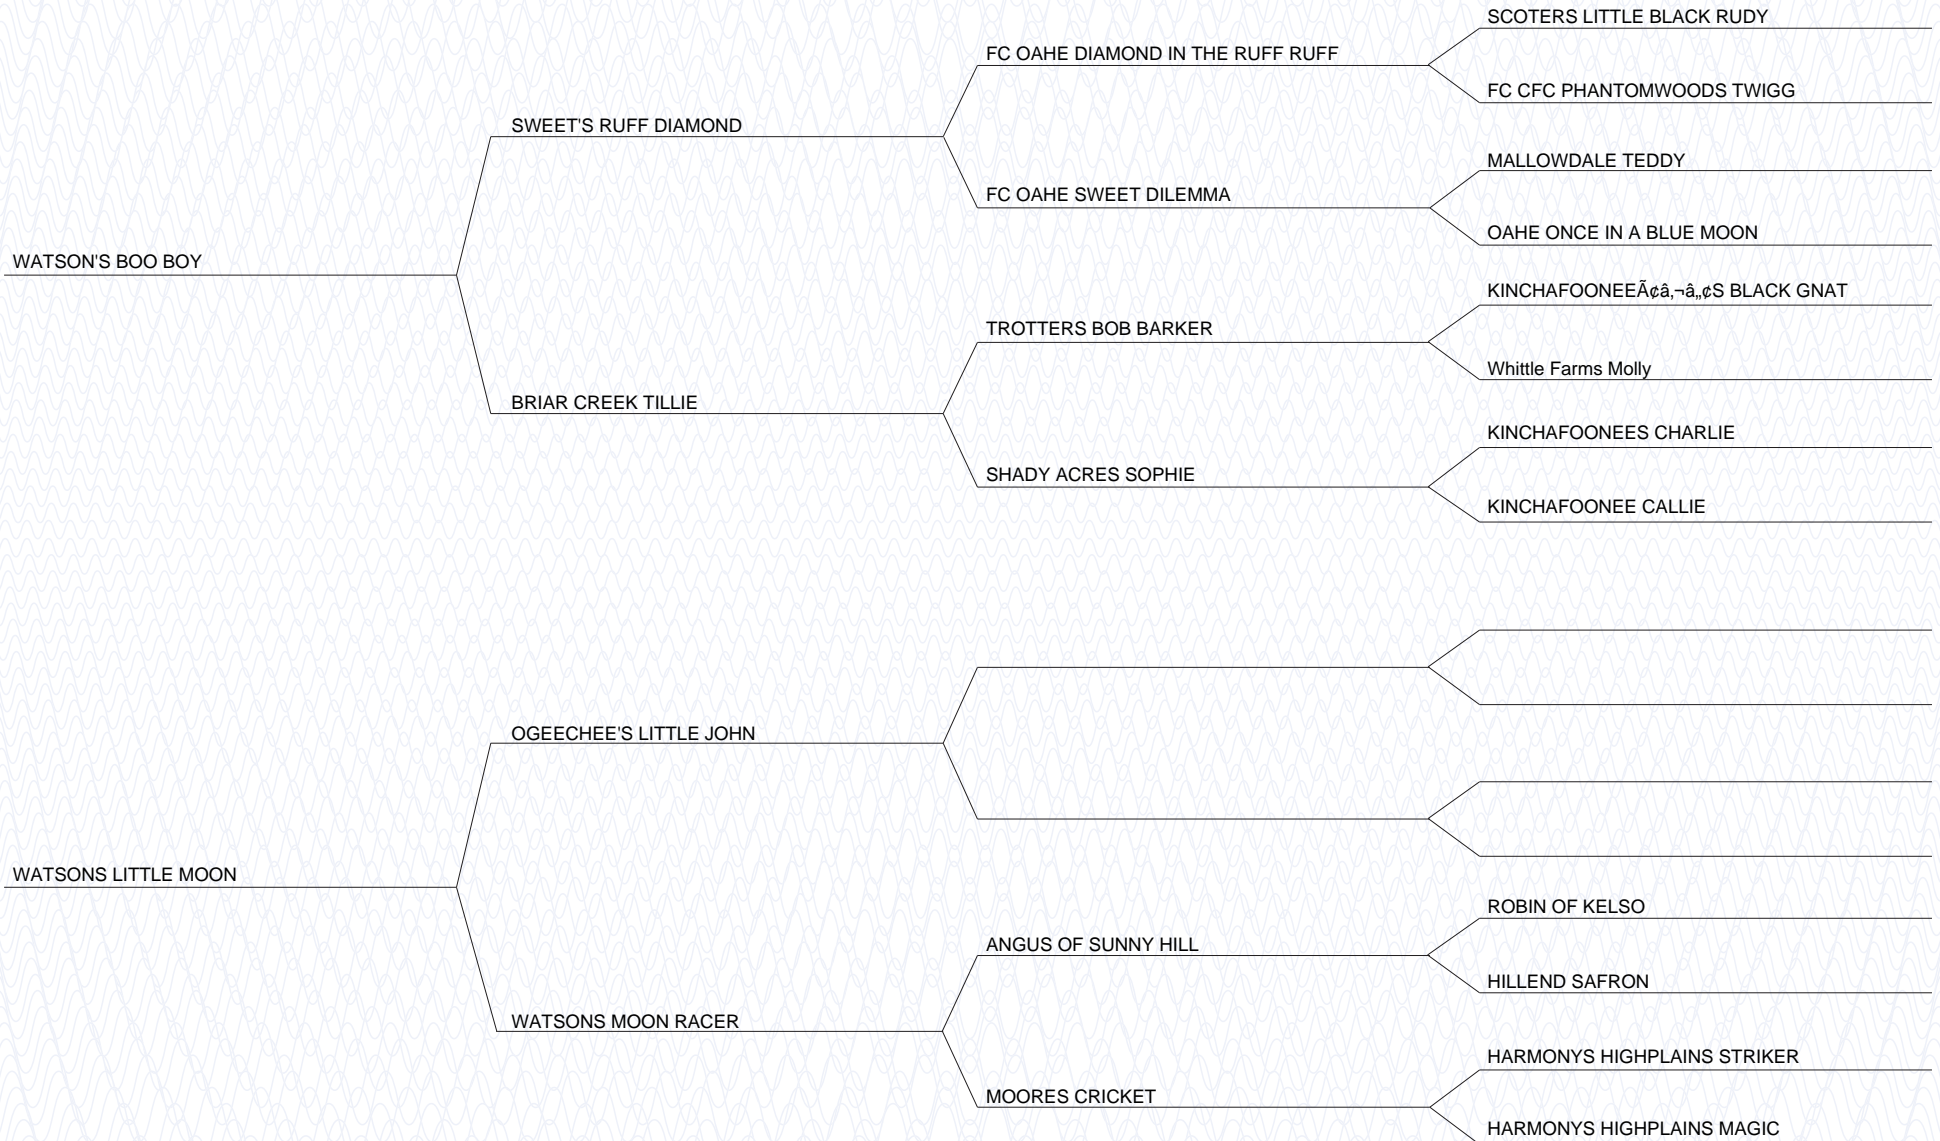 SCOTERS LITTLE BLACK RUDY
FC OAHE DIAMOND IN THE RUFF RUFF
FC CFC PHANTOMWOODS TWIGG
SWEET'S RUFF DIAMOND
MALLOWDALE TEDDY
FC OAHE SWEET DILEMMA
OAHE ONCE IN A BLUE MOON
WATSON'S BOO BOY
KINCHAFOONEEÃ¢â‚¬â„¢S BLACK GNAT
TROTTERS BOB BARKER
Whittle Farms Molly
BRIAR CREEK TILLIE
KINCHAFOONEES CHARLIE
SHADY ACRES SOPHIE
KINCHAFOONEE CALLIE
OGEECHEE'S LITTLE JOHN
WATSONS LITTLE MOON
ROBIN OF KELSO
ANGUS OF SUNNY HILL
HILLEND SAFRON
WATSONS MOON RACER
HARMONYS HIGHPLAINS STRIKER
MOORES CRICKET
HARMONYS HIGHPLAINS MAGIC